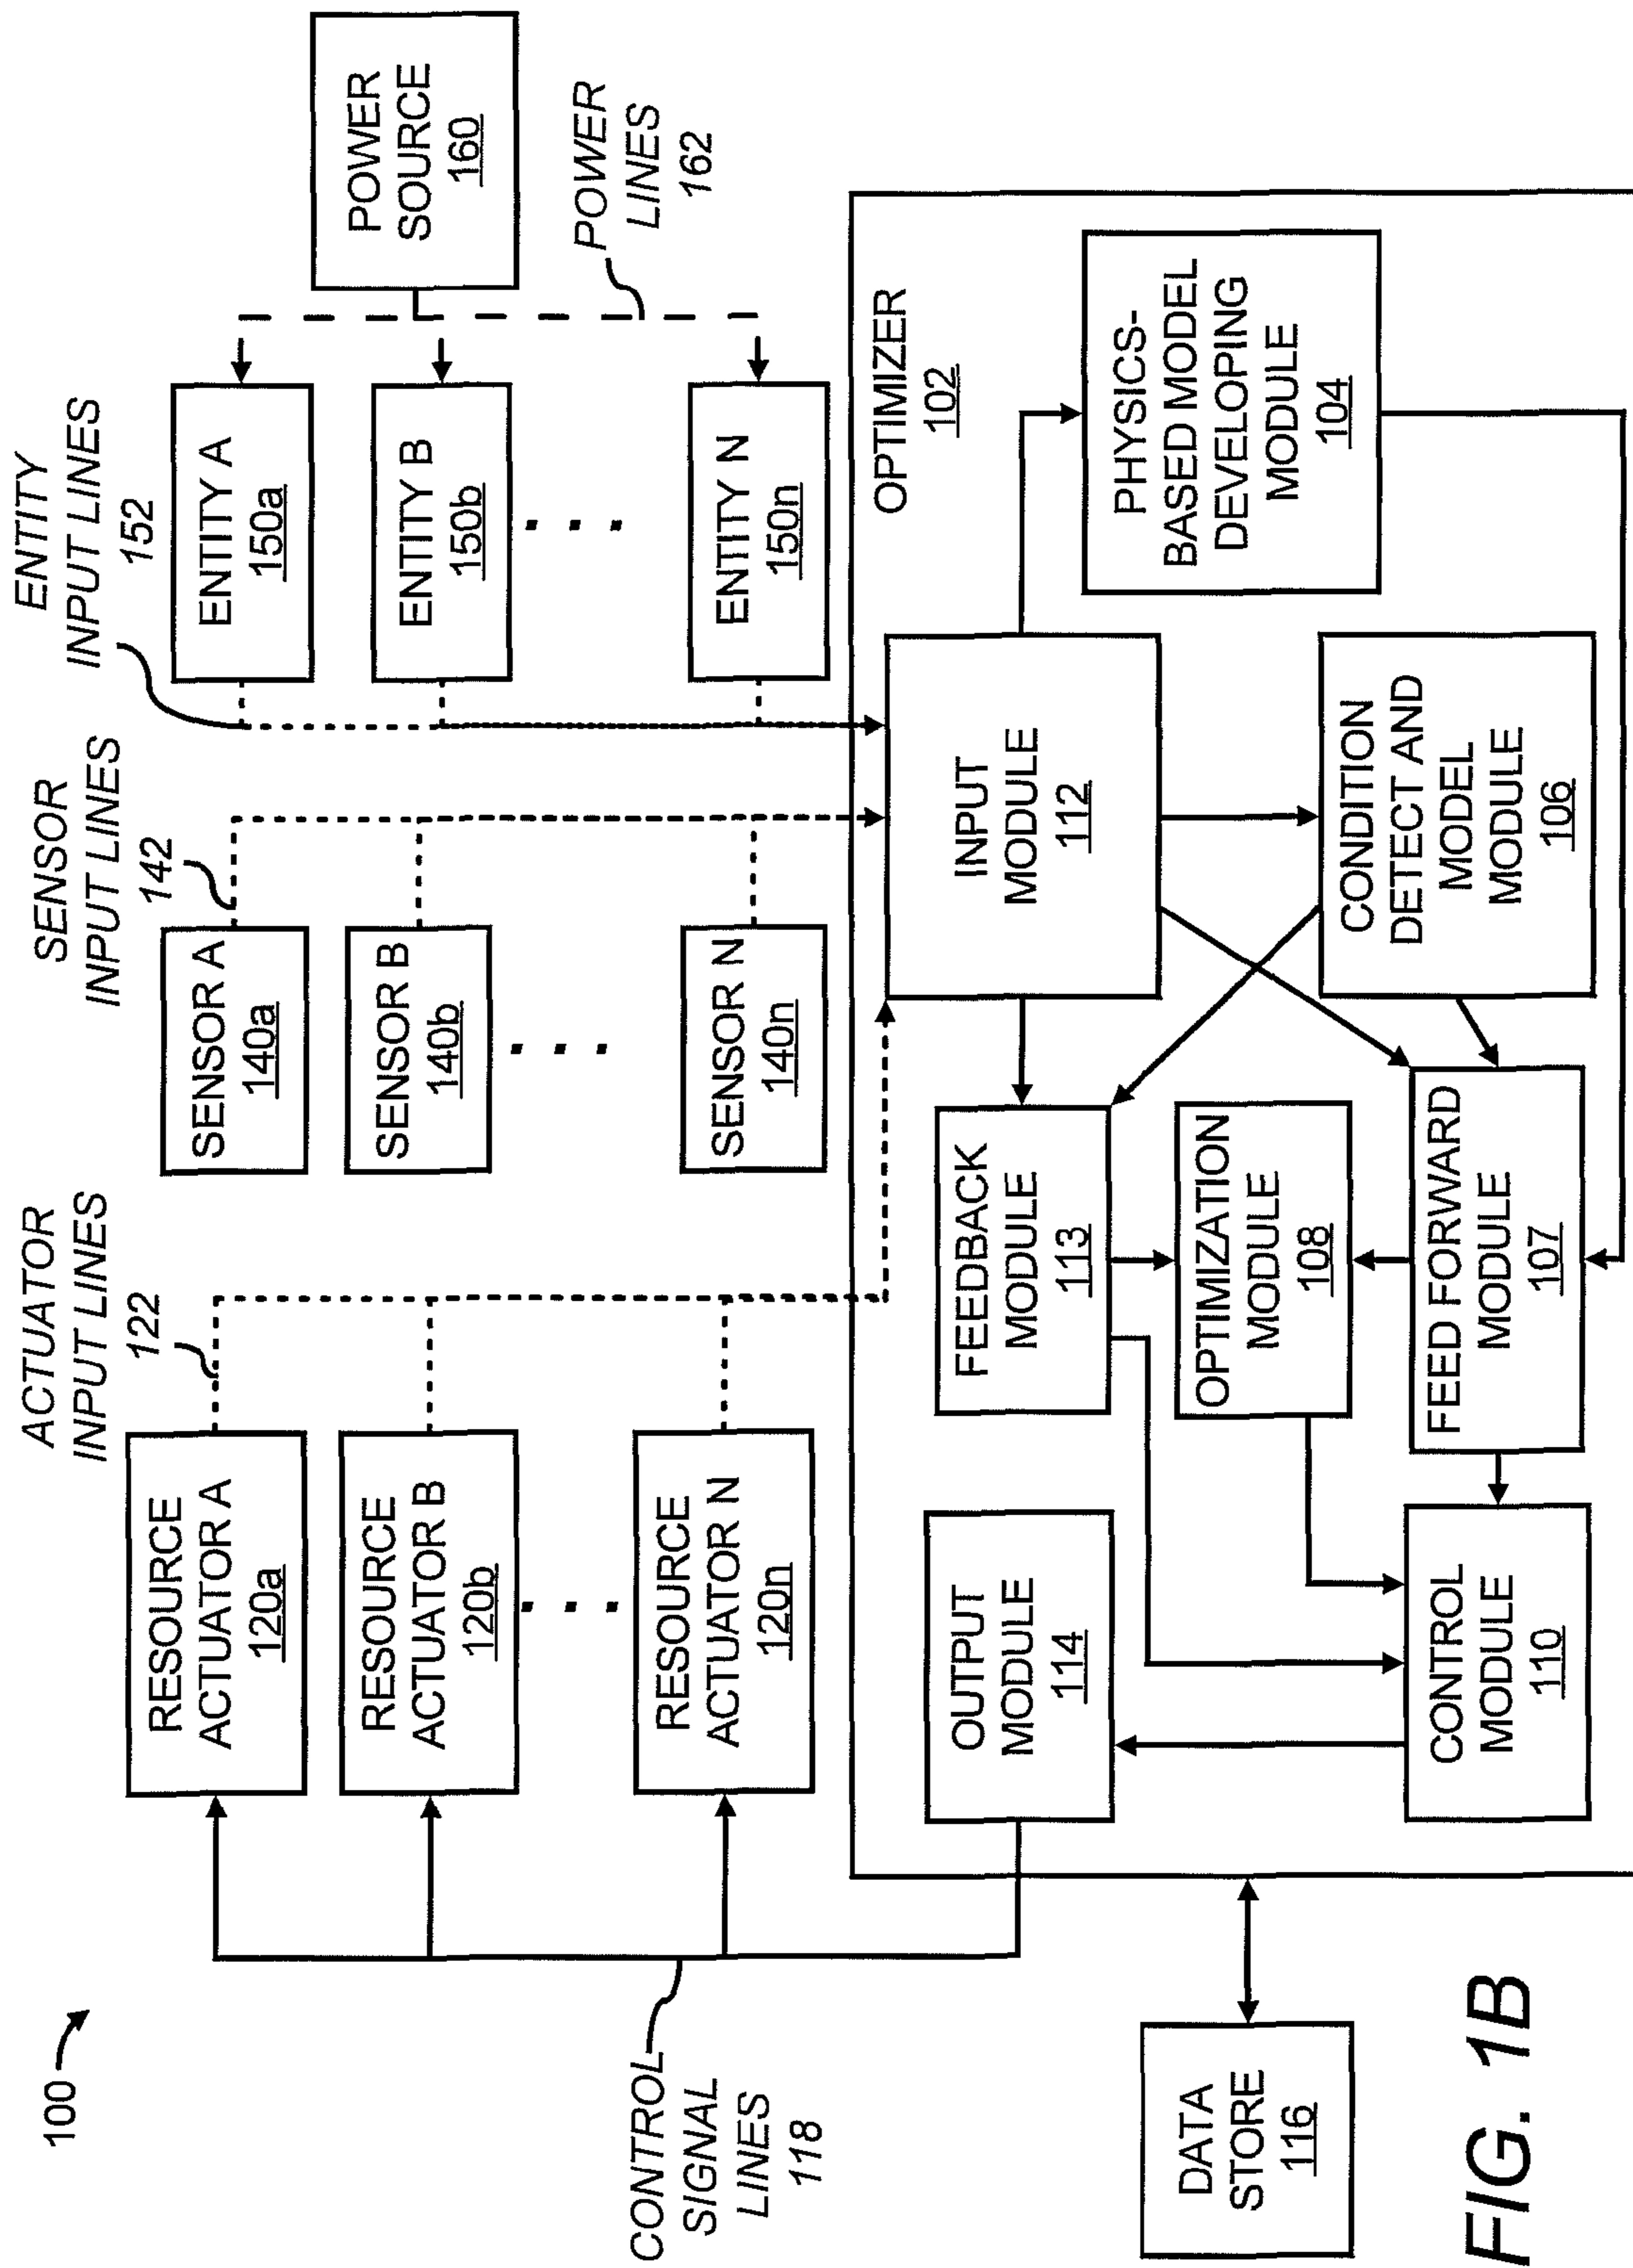 100
ACTUATOR
INPUT LINES
122
SENSOR
INPUT LINES
142
ENTITY
INPUT LINES
152
RESOURCE
ACTUATOR A
120a
RESOURCE
ACTUATOR B
120b
. . .
RESOURCE
ACTUATOR N
120n
SENSOR A
140a
SENSOR B
140b
. . .
SENSOR N
140n
ENTITY A
150a
ENTITY B
150b
. . .
ENTITY N
150n
POWER
SOURCE
160
POWER
LINES
162
CONTROL
SIGNAL
LINES
118
OPTIMIZER
102
OUTPUT
MODULE
114
FEEDBACK
MODULE
113
INPUT
MODULE
112
PHYSICS-
BASED MODEL
DEVELOPING
MODULE
104
OPTIMIZATION
MODULE
108
CONTROL
MODULE
110
FEED FORWARD
MODULE
107
CONDITION
DETECT AND
MODEL
MODULE
106
DATA
STORE
116
FIG. 1B